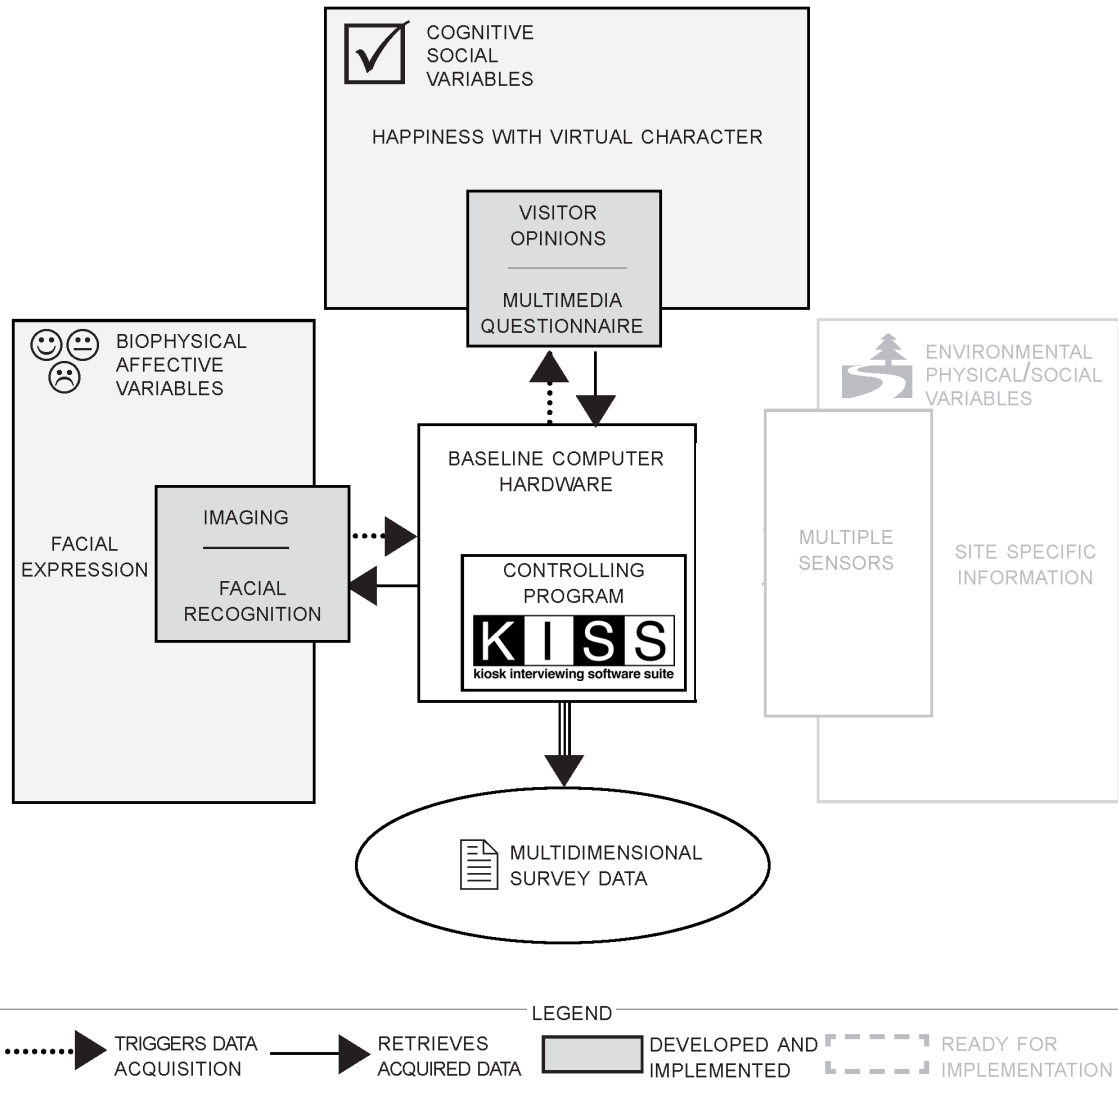 COGNITIVE
SOCIAL
VARIABLES
HAPPINESS WITH VIRTUAL CHARACTER
VISITOR
OPINIONS
MULTIMEDIA
QUESTIONNAIRE
BIOPHYSICAL
AFFECTIVE
VARIABLES
FACIAL
EXPRESSION
IMAGING
FACIAL
RECOGNITION
BASELINE COMPUTER
HARDWARE
CONTROLLING
PROGRAM
KISS
kiosk interviewing software suite
ENVIRONMENTAL
PHYSICAL/SOCIAL
VARIABLES
MULTIPLE
SENSORS
SITE SPECIFIC
INFORMATION
MULTIDIMENSIONAL
SURVEY DATA
LEGEND
TRIGGERS DATA
ACQUISITION
RETRIEVES
ACQUIRED DATA
DEVELOPED AND
IMPLEMENTED
READY FOR
IMPLEMENTATION